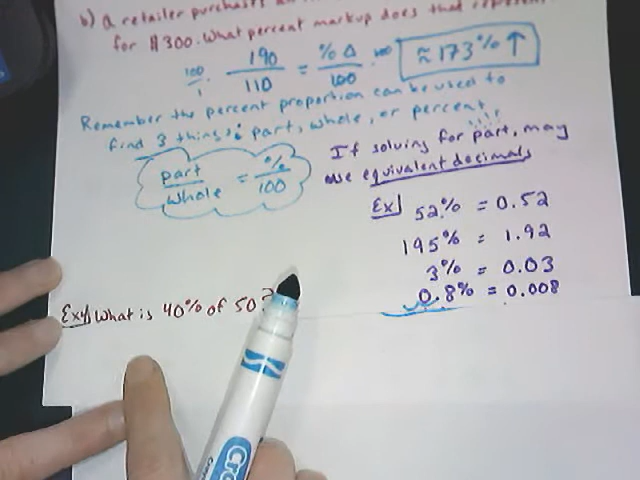 b) a retailer purchases an
for $300. What percent markup does that represent
100/1 · 190/110 = %Δ/100 · 100 ≈ 173% ↑
Remember the percent proportion can be used to
find 3 things: part, whole, or percent.
part/whole = %/100
If solving for part, may
use equivalent decimals
Ex) 52% = 0.52
195% = 1.92
3% = 0.03
0.8% = 0.008
Ex) What is 40% of 50?
Cra